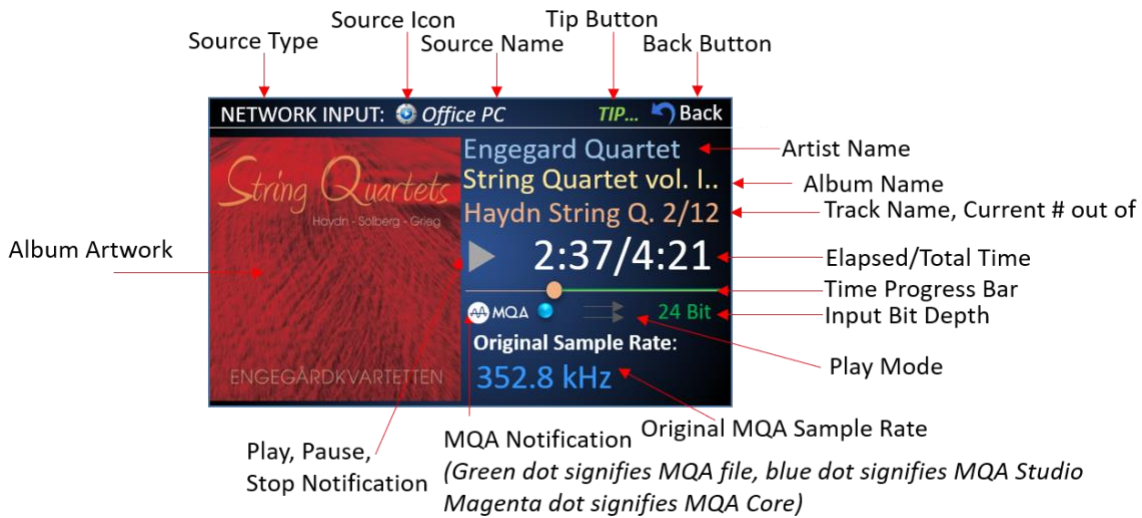 Source Icon
Tip Button
Source Type
Source Name
Back Button
NETWORK INPUT: Office PC TIP... Back
Engegard Quartet
Artist Name
String Quartet vol. I..
Album Name
Haydn String Q. 2/12
Track Name, Current # out of
String Quartets
Haydn - Solberg - Grieg
Album Artwork
2:37/4:21
Elapsed/Total Time
Time Progress Bar
MQA
24 Bit
Input Bit Depth
Original Sample Rate:
Play Mode
352.8 kHz
ENGEGÅRDKVARTETTEN
Original MQA Sample Rate
Play, Pause,
Stop Notification
MQA Notification
(Green dot signifies MQA file, blue dot signifies MQA Studio
Magenta dot signifies MQA Core)